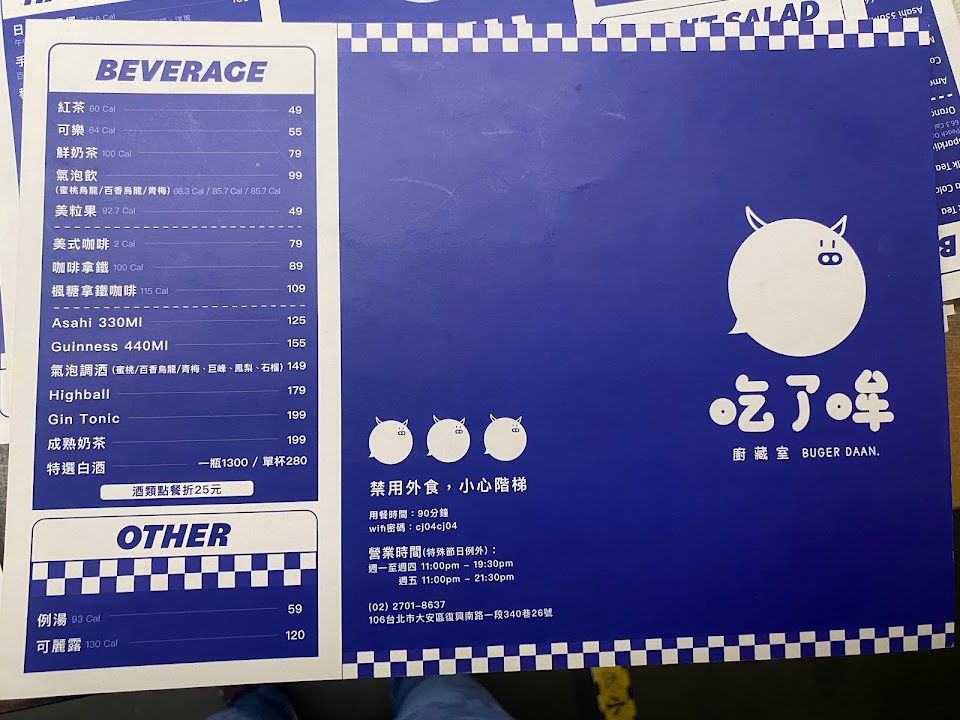 BEVERAGE
紅茶 60 Cal 49
可樂 84 Cal 55
鮮奶茶 100 Cal 79
氣泡飲 99
(蜜桃烏龍/百香烏龍/青梅) 66.3 Cal / 85.7 Cal / 85.7 Cal
美粒果 92.7 Cal 49
美式咖啡 2 Cal 79
咖啡拿鐵 100 Cal 89
楓糖拿鐵咖啡 115 Cal 109
Asahi 330Ml 125
Guinness 440Ml 155
氣泡調酒 (蜜桃/百香烏龍/青梅、巨峰、鳳梨、石榴) 149
Highball 179
Gin Tonic 199
成熟奶茶 199
特選白酒 一瓶1300 / 單杯280
酒類點餐折25元
OTHER
例湯 93 Cal 59
可麗露 130 Cal 120
禁用外食，小心階梯
用餐時間：90分鐘
wifi密碼：cj04cj04
營業時間(特殊節日例外)：
週一至週四 11:00pm - 19:30pm
週五 11:00pm - 21:30pm
(02) 2701-8637
106台北市大安區復興南路一段340巷26號
吃了哞
廚藏室 BUGER DAAN.
SALAD
小